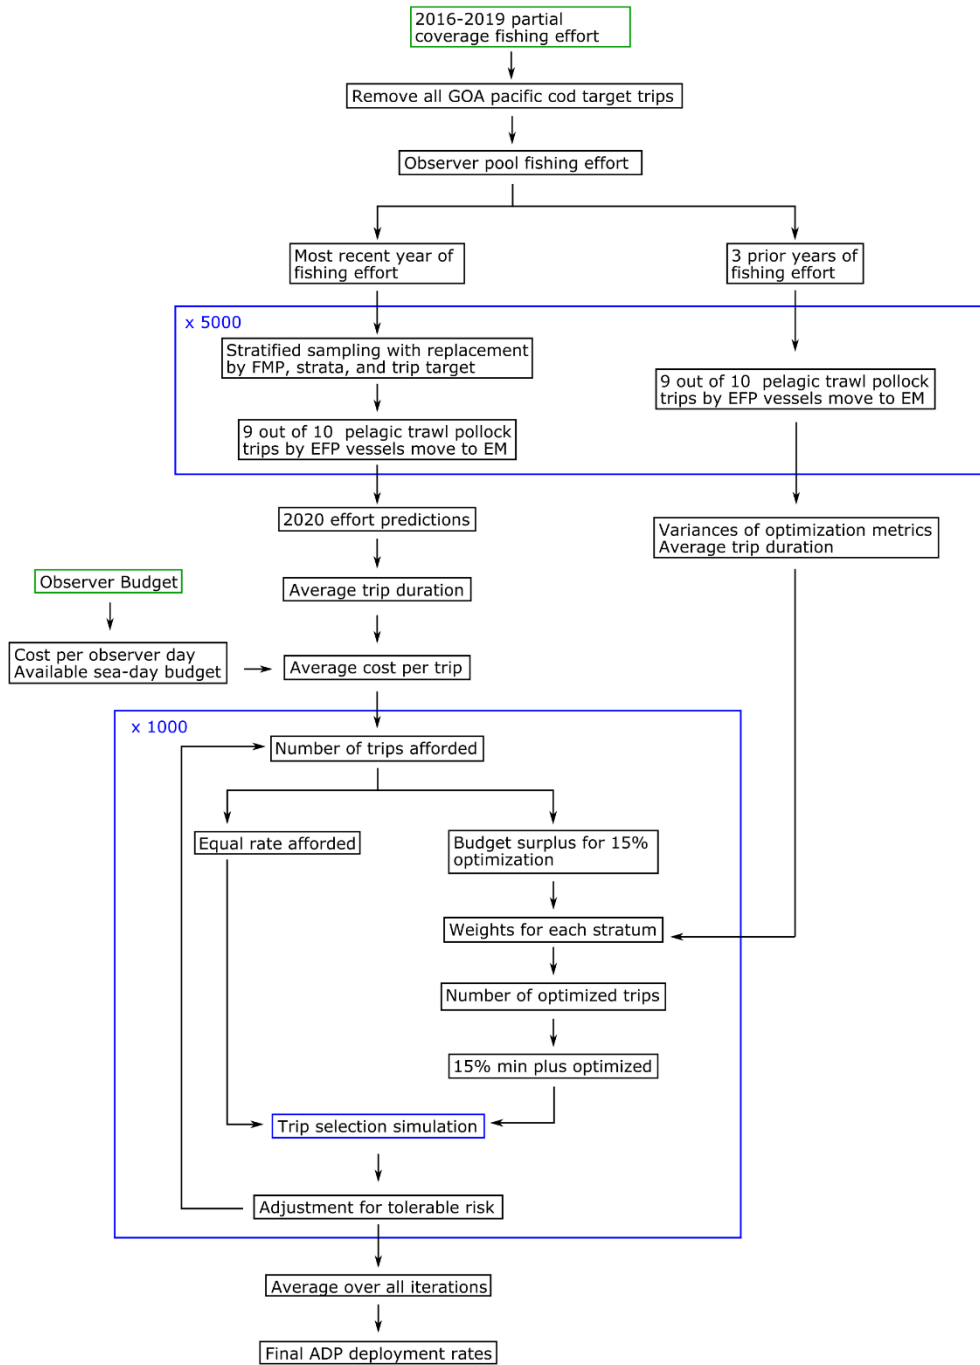 2016-2019 partial
coverage fishing effort
Remove all GOA pacific cod target trips
Observer pool fishing effort
Most recent year of
fishing effort
3 prior years of
fishing effort
x 5000
Stratified sampling with replacement
by FMP, strata, and trip target
9 out of 10  pelagic trawl pollock
trips by EFP vessels move to EM
9 out of 10  pelagic trawl pollock
trips by EFP vessels move to EM
2020 effort predictions
Variances of optimization metrics
Average trip duration
Average trip duration
Observer Budget
Cost per observer day
Available sea-day budget
Average cost per trip
x 1000
Number of trips afforded
Equal rate afforded
Budget surplus for 15%
optimization
Weights for each stratum
Number of optimized trips
15% min plus optimized
Trip selection simulation
Adjustment for tolerable risk
Average over all iterations
Final ADP deployment rates